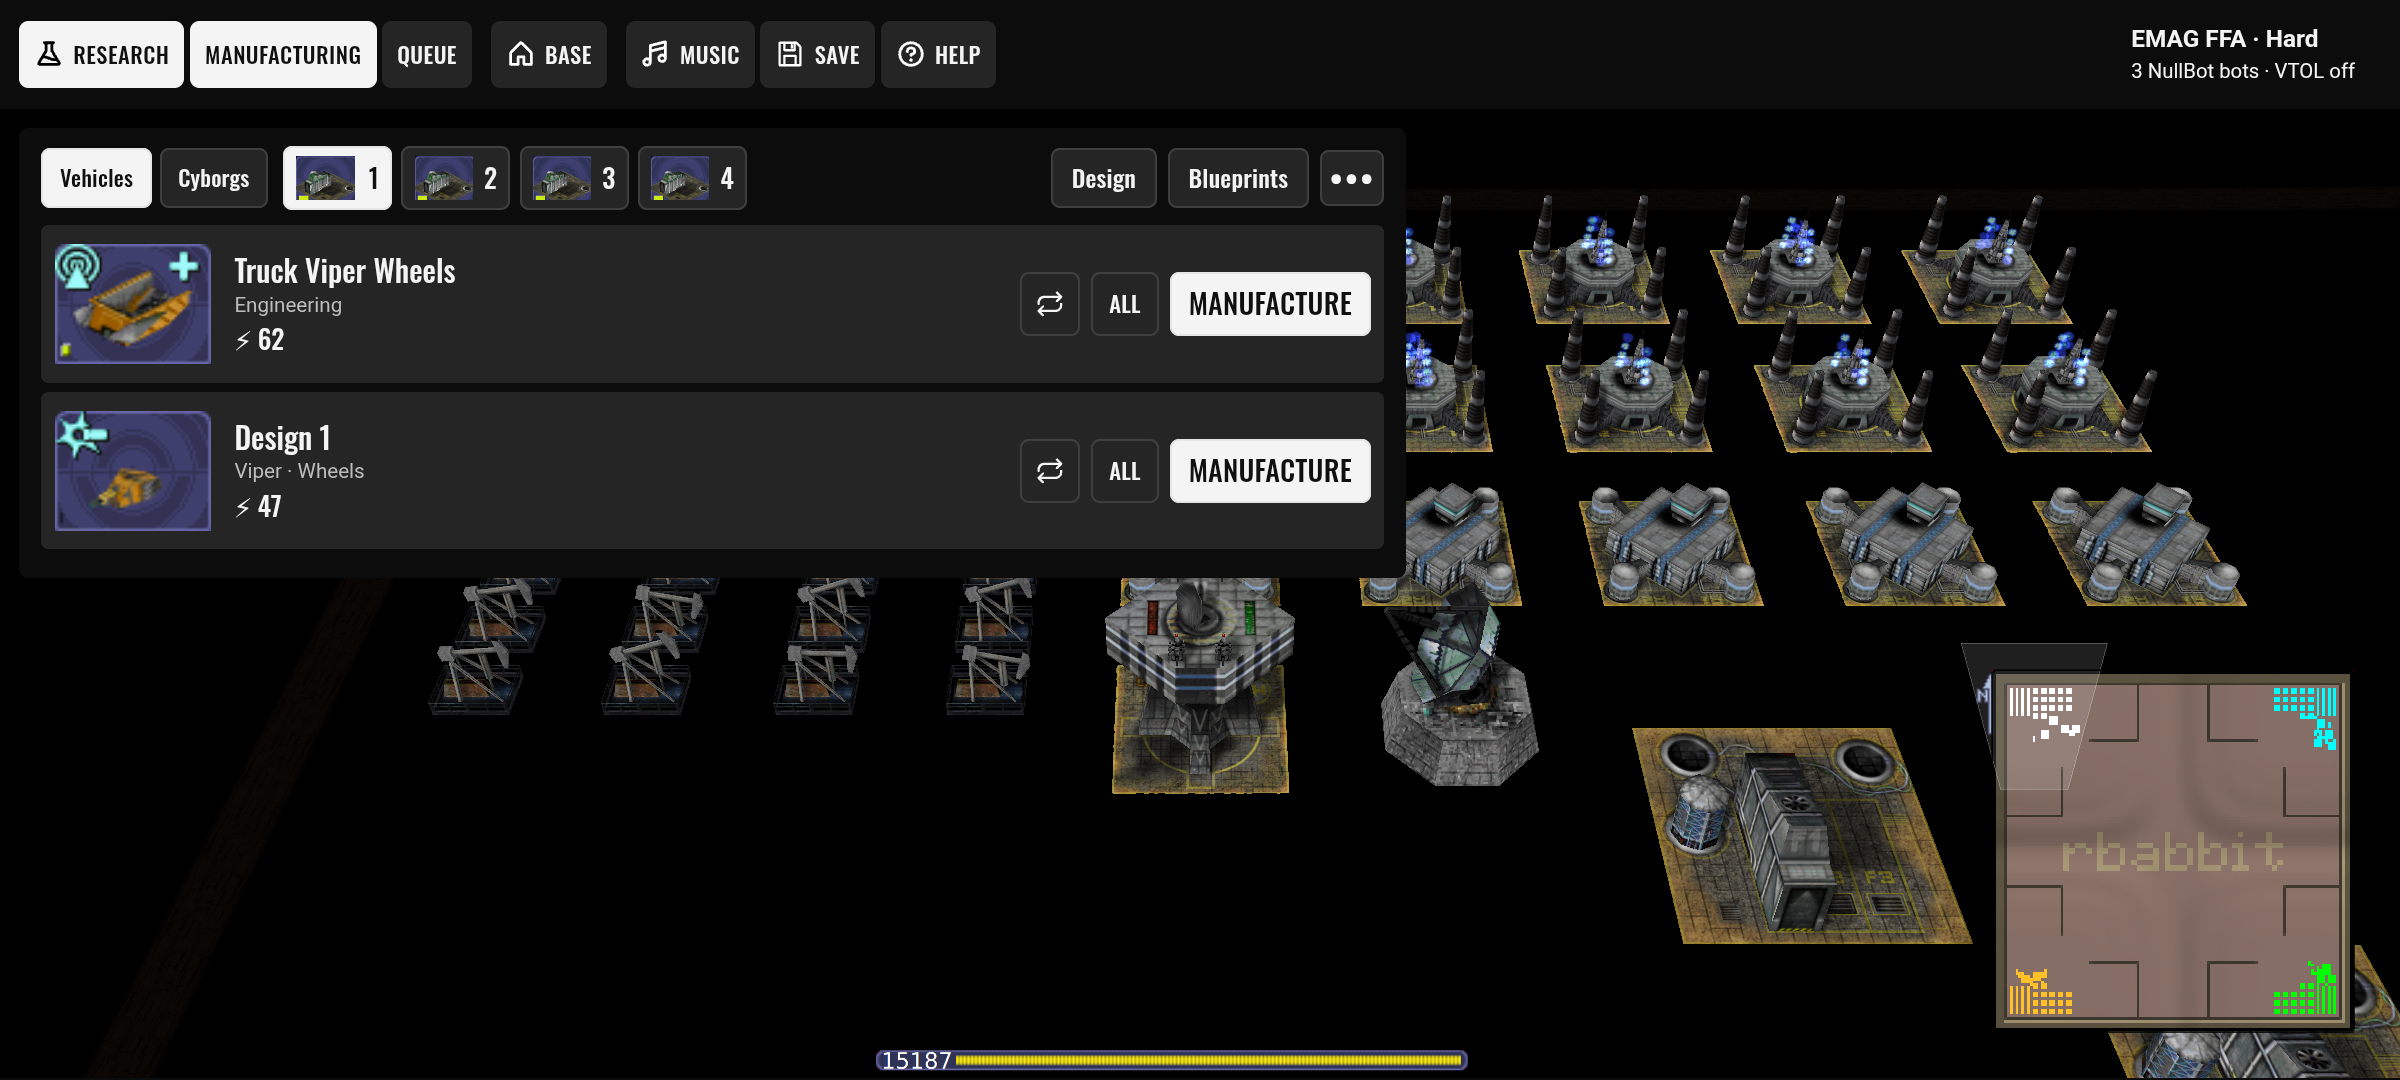 RESEARCH
MANUFACTURING
QUEUE
BASE
MUSIC
SAVE
HELP
EMAG FFA · Hard
3 NullBot bots · VTOL off
Vehicles
Cyborgs
1
2
3
4
Design
Blueprints
Truck Viper Wheels
Engineering
⚡ 62
ALL
MANUFACTURE
Design 1
Viper · Wheels
⚡ 47
ALL
MANUFACTURE
N
rbabbit
15187